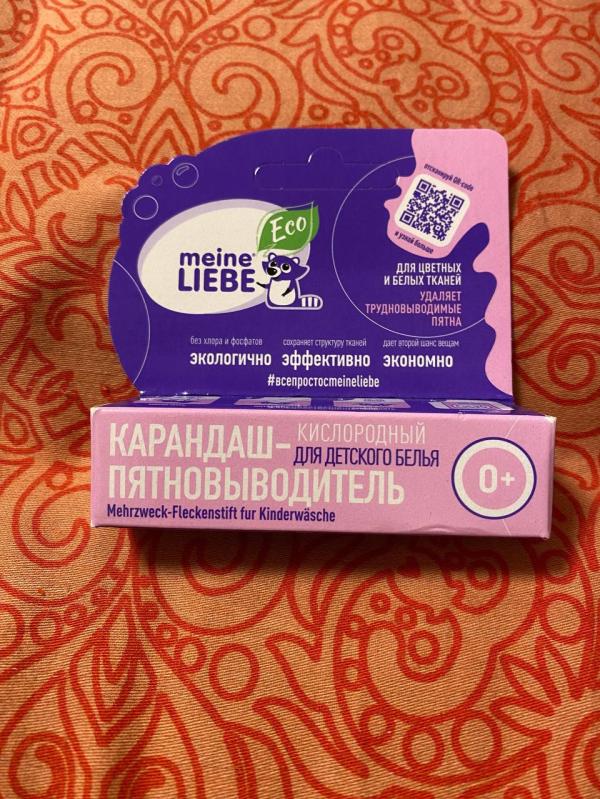 отсканируй QR-code
и узнай больше
Eco
meine
LIEBE
ДЛЯ ЦВЕТНЫХ
И БЕЛЫХ ТКАНЕЙ
УДАЛЯЕТ
ТРУДНОВЫВОДИМЫЕ
ПЯТНА
без хлора и фосфатов
экологично
сохраняет структуру тканей
эффективно
дает второй шанс вещам
экономно
#всепростосmeineliebe
КАРАНДАШ-
КИСЛОРОДНЫЙ
ДЛЯ ДЕТСКОГО БЕЛЬЯ
ПЯТНОВЫВОДИТЕЛЬ
0+
Mehrzweck-Fleckenstift fur Kinderwäsche